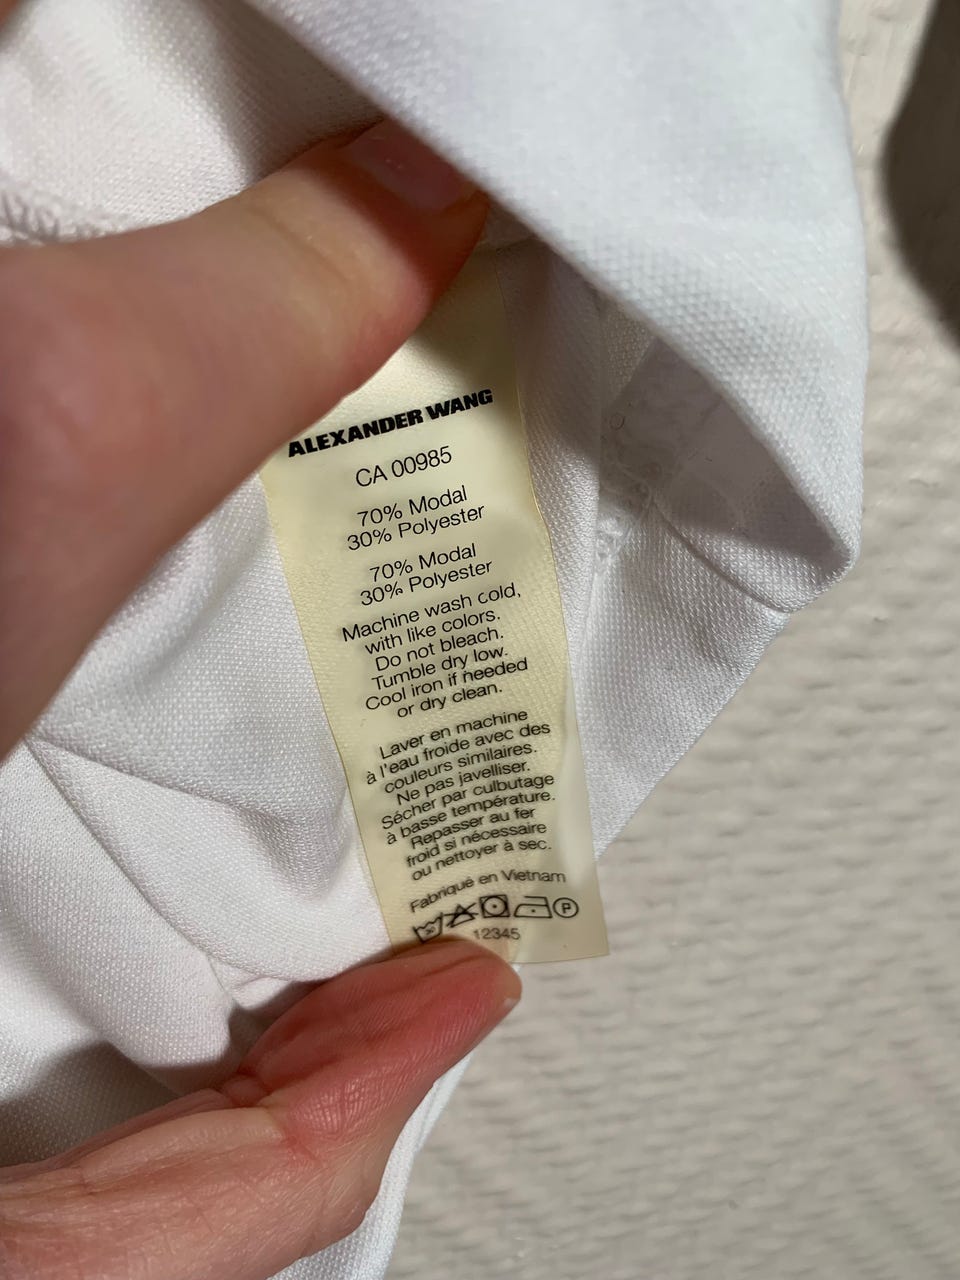 ALEXANDER WANG
CA 00985
70% Modal
30% Polyester
70% Modal
30% Polyester
Machine wash cold,
with like colors.
Do not bleach.
Tumble dry low.
Cool iron if needed
or dry clean.
Laver en machine
à l'eau froide avec des
couleurs similaires.
Ne pas javelliser.
Sécher par culbutage
à basse température.
Repasser au fer
froid si nécessaire
ou nettoyer à sec.
Fabriqué en Vietnam
30 P
12345